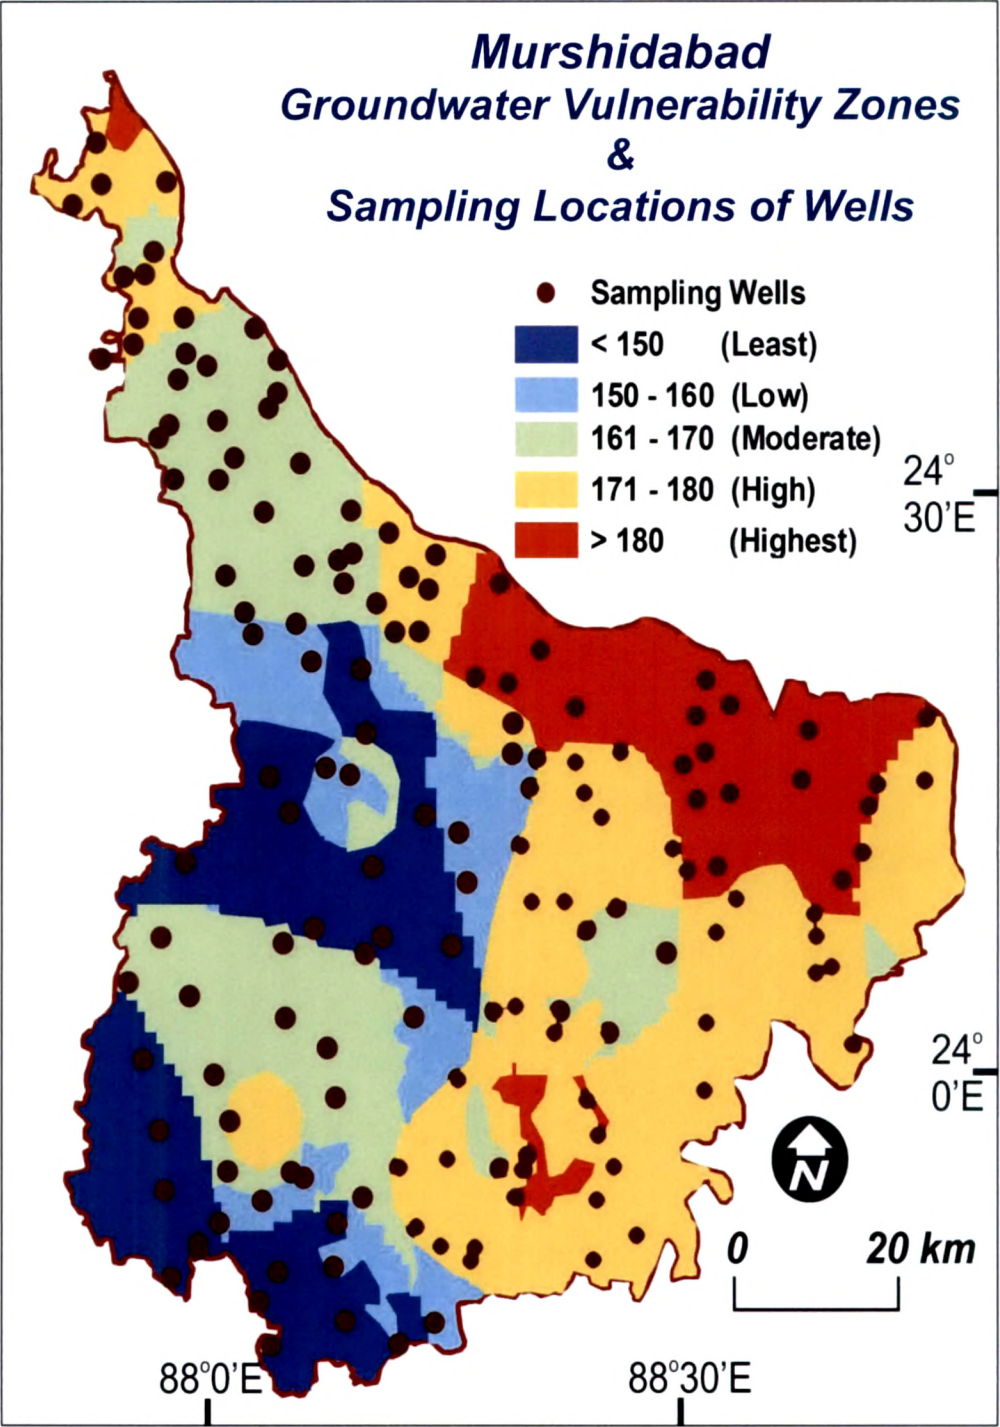 Murshidabad
Groundwater Vulnerability Zones
&
Sampling Locations of Wells
Sampling Wells
< 150 (Least)
150 - 160 (Low)
161 - 170 (Moderate)
171 - 180 (High)
> 180 (Highest)
24°
30'E
24°
0'E
N
0 20 km
88°0'E
88°30'E